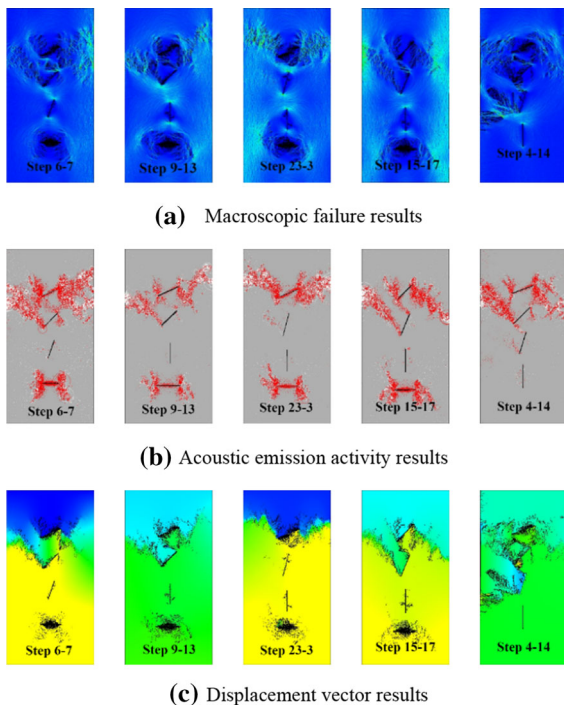 Step 6-7 Step 9-13 Step 23-3 Step 15-17 Step 4-14
(a) Macroscopic failure results
Step 6-7 Step 9-13 Step 23-3 Step 15-17 Step 4-14
(b) Acoustic emission activity results
Step 6-7 Step 9-13 Step 23-3 Step 15-17 Step 4-14
(c) Displacement vector results